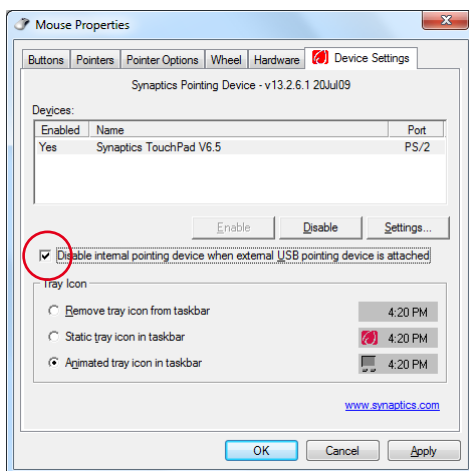 Mouse Properties
Buttons Pointers Pointer Options Wheel Hardware Device Settings
Synaptics Pointing Device - v13.2.6.1 20Jul09
Devices:
Enabled Name Port
Yes Synaptics TouchPad V6.5 PS/2
Enable Disable Settings...
Disable internal pointing device when external USB pointing device is attached
Tray Icon
Remove tray icon from taskbar 4:20 PM
Static tray icon in taskbar 4:20 PM
Animated tray icon in taskbar 4:20 PM
www.synaptics.com
OK Cancel Apply